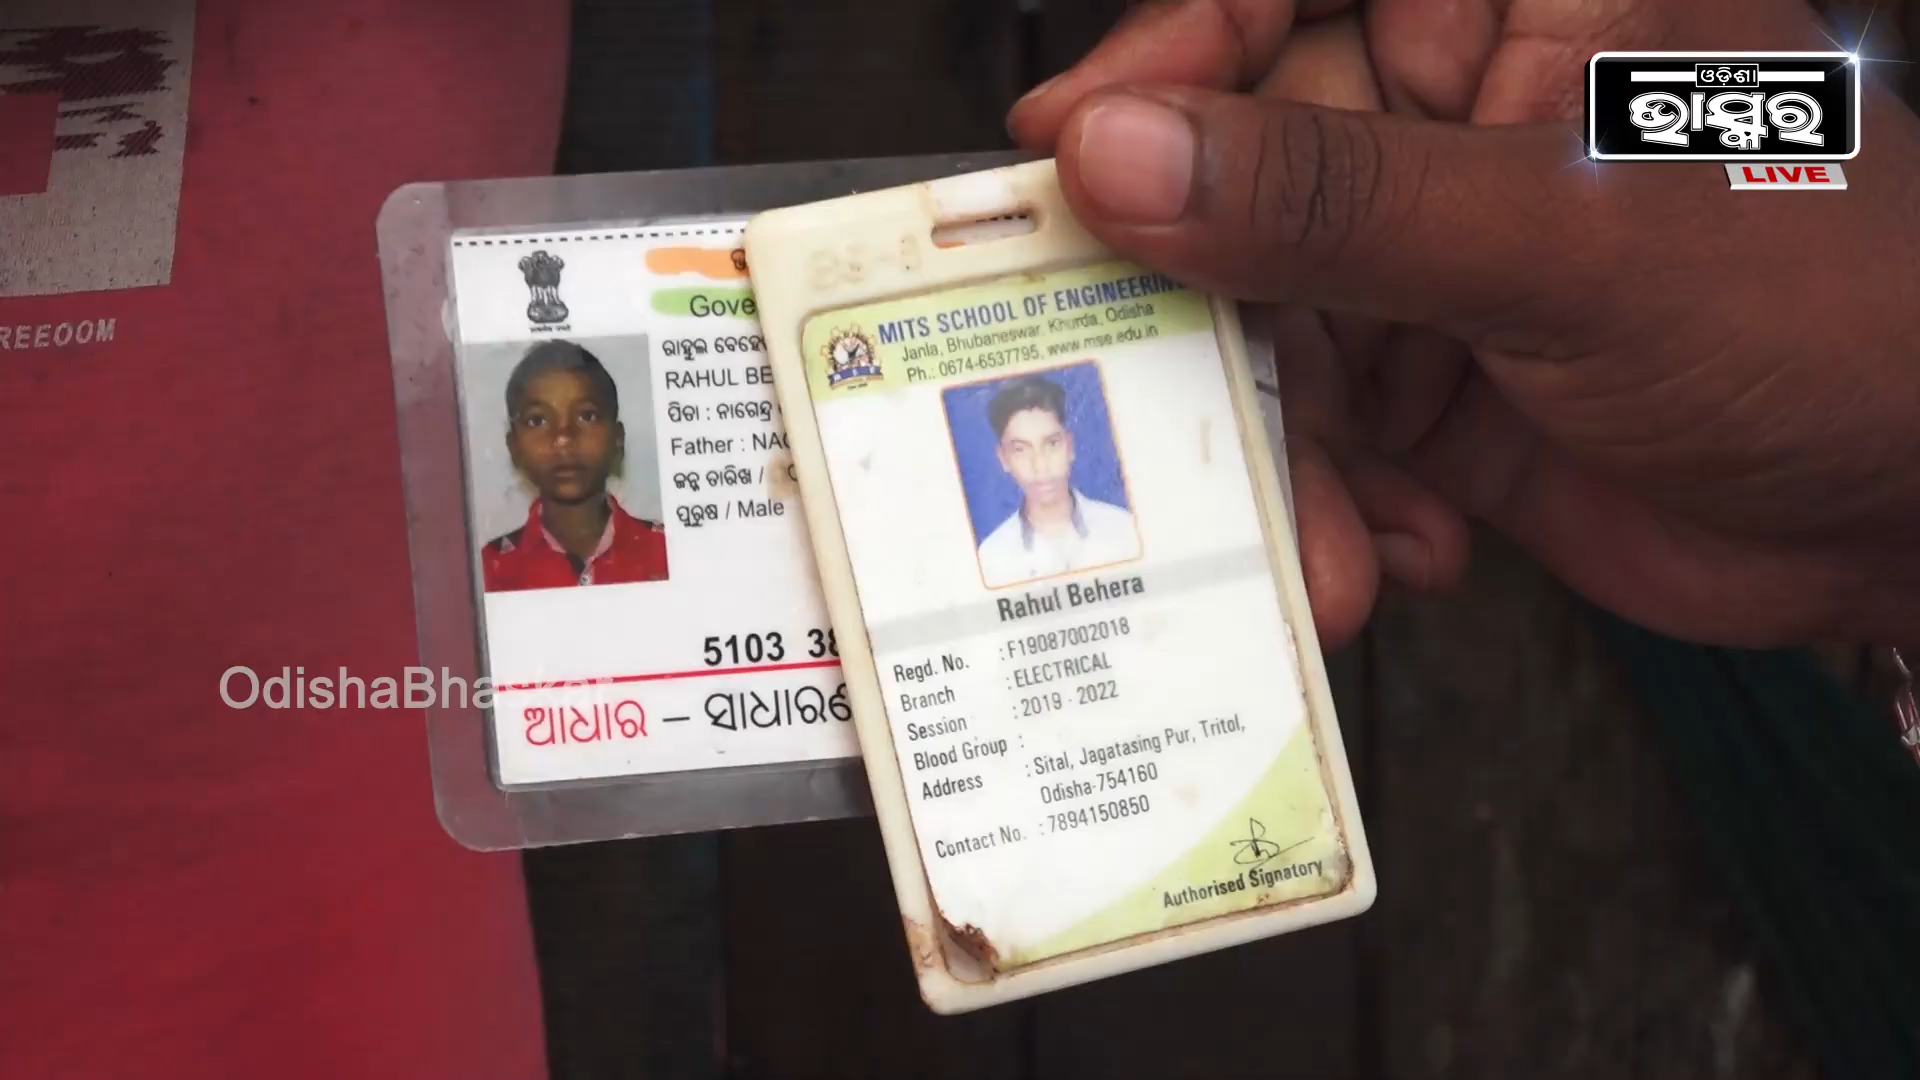 ଓଡ଼ିଶା
ଭାସ୍କର
LIVE
REEDOM
Gove
ରାହୁଲ ବେହେ
RAHUL BE
ପିତା : ନାଗେନ୍ଦ୍ର
Father : NAG
ଜନ୍ମ ତାରିଖ /
ପୁରୁଷ / Male
5103 38
ଆଧାର – ସାଧାରଣ
OdishaBhaskar
MITS SCHOOL OF ENGINEERING
Janla, Bhubaneswar, Khurda, Odisha
Ph.: 0674-6537795, www.mse.edu.in
Rahul Behera
Regd. No. : F19087002018
Branch : ELECTRICAL
Session : 2019 - 2022
Blood Group :
Address : Sital, Jagatasing Pur, Tritol,
Odisha-754160
Contact No. : 7894150850
Authorised Signatory